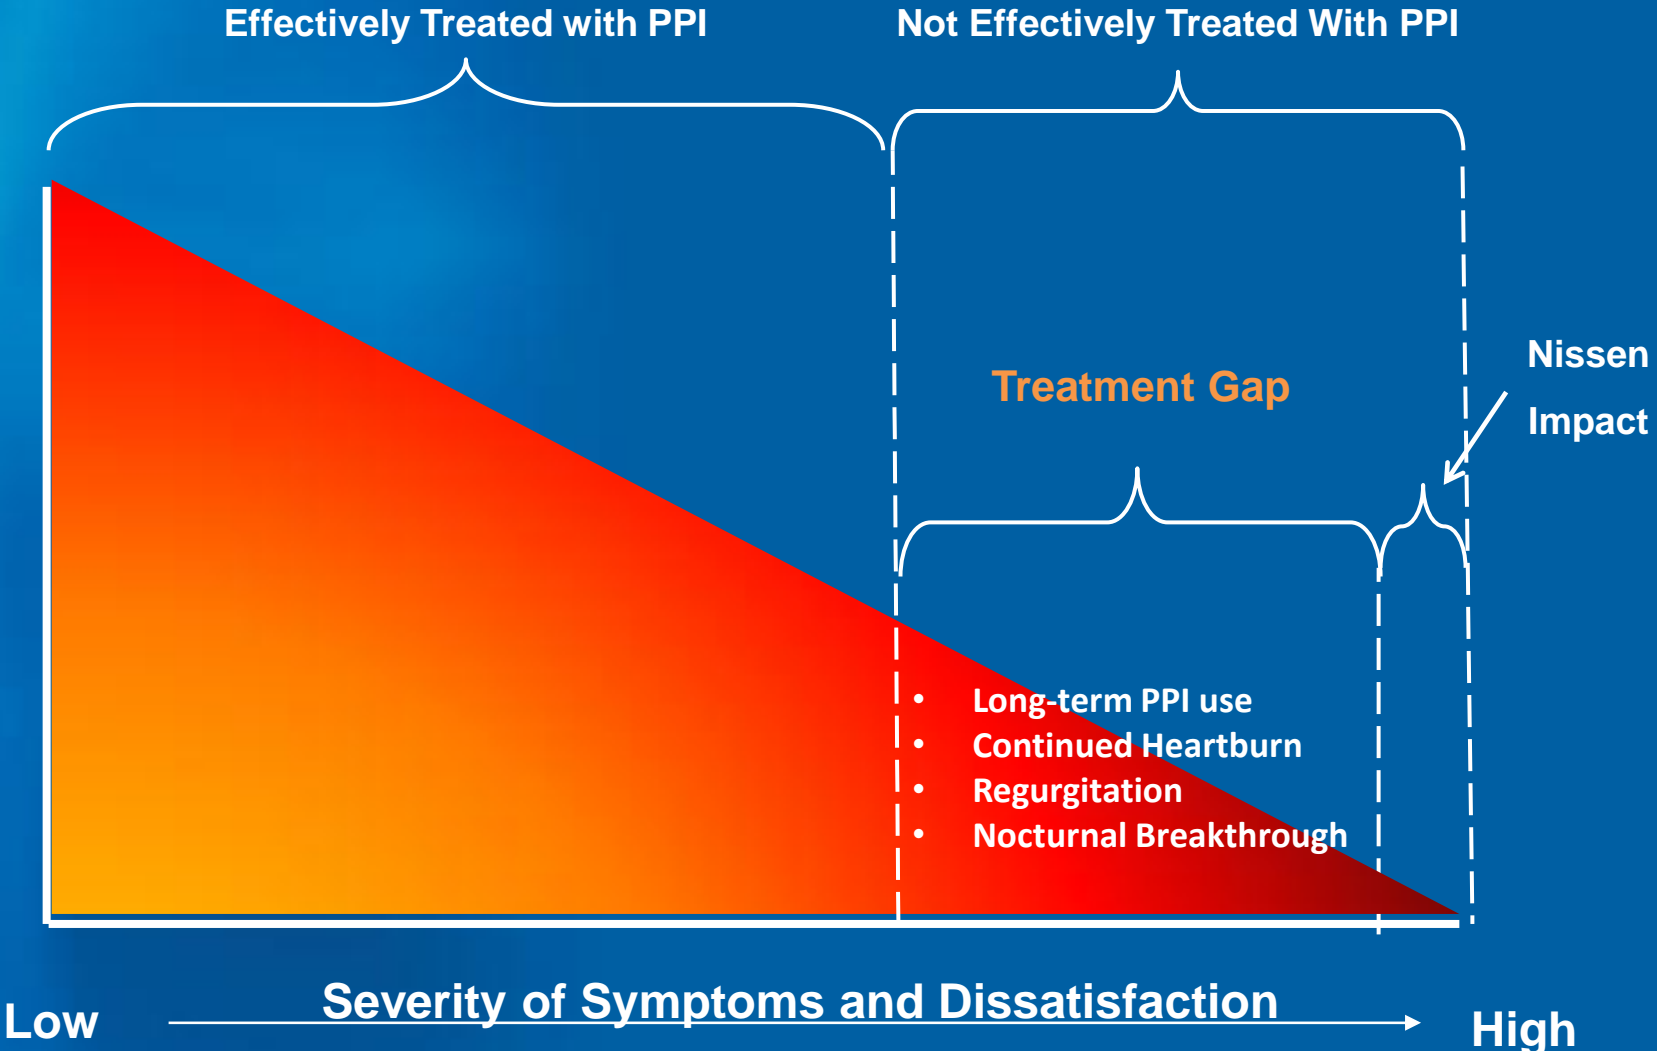 Effectively Treated with PPI
Not Effectively Treated With PPI
Nissen
Impact
Treatment Gap
• Long-term PPI use
• Continued Heartburn
• Regurgitation
• Nocturnal Breakthrough
Severity of Symptoms and Dissatisfaction
Low
High